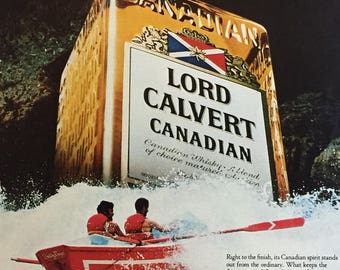 CANADIAN
LORD
CALVERT
CANADIAN
Canadian Whisky-A blend
of choice matured
Right to the finish, its Canadian spirit stands
out from the ordinary. What keeps the